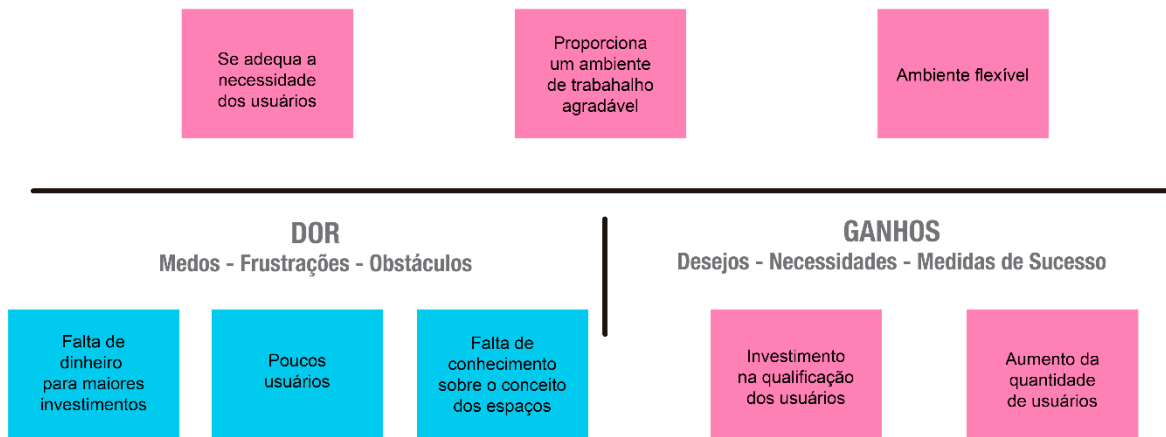 Se adequa a
necessidade
dos usuários
Proporciona
um ambiente
de trabahalho
agradável
Ambiente flexível
DOR
Medos - Frustrações - Obstáculos
GANHOS
Desejos - Necessidades - Medidas de Sucesso
Falta de
dinheiro
para maiores
investimentos
Poucos
usuários
Falta de
conhecimento
sobre o conceito
dos espaços
Investimento
na qualificação
dos usuários
Aumento da
quantidade
de usuários